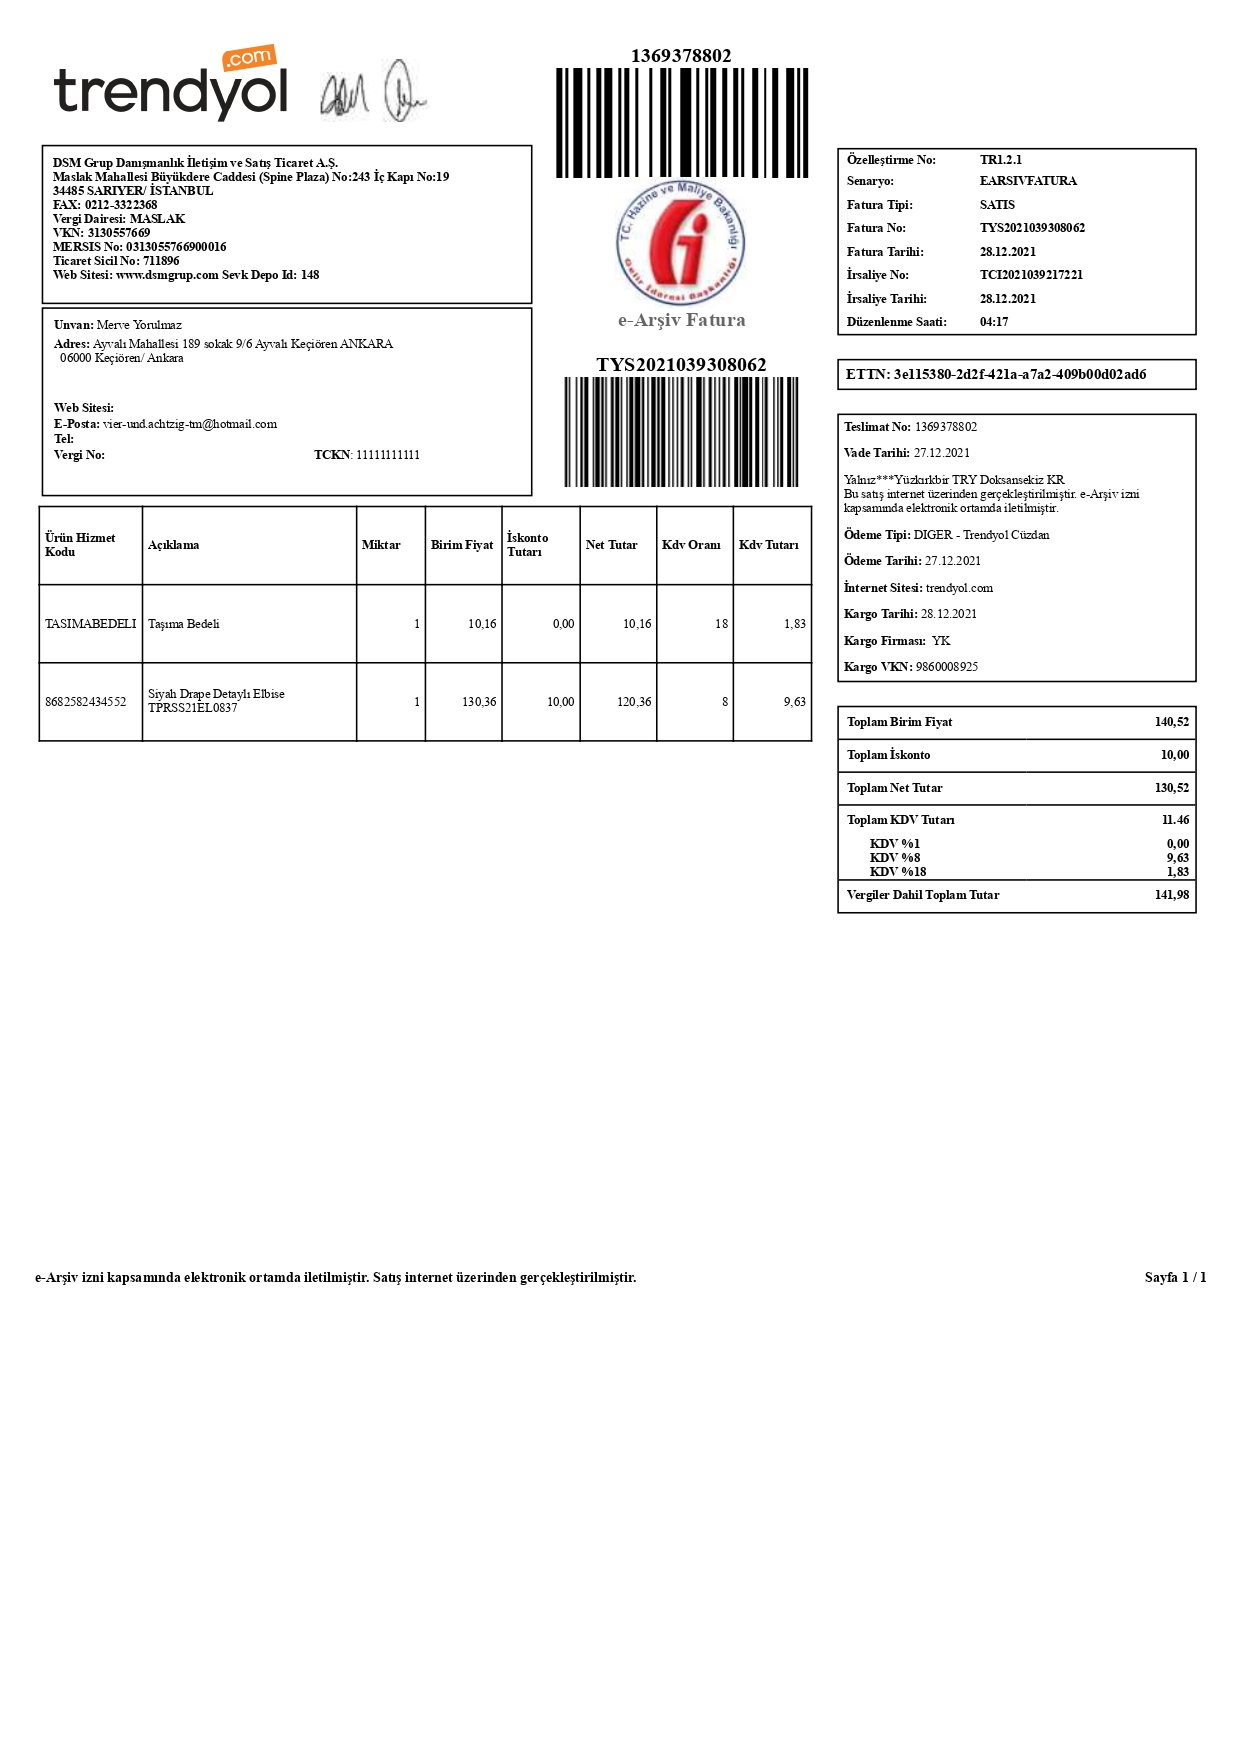 trendyol
.com
1369378802
DSM Grup Danışmanlık İletişim ve Satış Ticaret A.Ş.
Maslak Mahallesi Büyükdere Caddesi (Spine Plaza) No:243 İç Kapı No:19
34485 SARIYER/ İSTANBUL
FAX: 0212-3322368
Vergi Dairesi: MASLAK
VKN: 3130557669
MERSIS No: 0313055766900016
Ticaret Sicil No: 711896
Web Sitesi: www.dsmgrup.com Sevk Depo Id: 148
T.C. Hazine ve Maliye Bakanlığı
Gelir İdaresi Başkanlığı
e-Arşiv Fatura
Özelleştirme No: TR1.2.1
Senaryo: EARSIVFATURA
Fatura Tipi: SATIS
Fatura No: TYS2021039308062
Fatura Tarihi: 28.12.2021
İrsaliye No: TCI2021039217221
İrsaliye Tarihi: 28.12.2021
Düzenlenme Saati: 04:17
Unvan: Merve Yorulmaz
Adres: Ayvalı Mahallesi 189 sokak 9/6 Ayvalı Keçiören ANKARA
06000 Keçiören/ Ankara
Web Sitesi:
E-Posta: vier-und.achtzig-tm@hotmail.com
Tel:
Vergi No: TCKN: 11111111111
TYS2021039308062
ETTN: 3e115380-2d2f-421a-a7a2-409b00d02ad6
Teslimat No: 1369378802
Vade Tarihi: 27.12.2021
Yalnız***Yüzkırkbir TRY Doksansekiz KR
Bu satış internet üzerinden gerçekleştirilmiştir. e-Arşiv izni
kapsamında elektronik ortamda iletilmiştir.
Ödeme Tipi: DIGER - Trendyol Cüzdan
Ödeme Tarihi: 27.12.2021
İnternet Sitesi: trendyol.com
Kargo Tarihi: 28.12.2021
Kargo Firması: YK
Kargo VKN: 9860008925
Ürün Hizmet Kodu Açıklama Miktar Birim Fiyat İskonto Tutarı Net Tutar Kdv Oranı Kdv Tutarı
TASIMABEDELI Taşıma Bedeli 1 10,16 0,00 10,16 18 1,83
8682582434552 Siyah Drape Detaylı Elbise TPRSS21EL0837 1 130,36 10,00 120,36 8 9,63
Toplam Birim Fiyat 140,52
Toplam İskonto 10,00
Toplam Net Tutar 130,52
Toplam KDV Tutarı 11.46
KDV %1 0,00
KDV %8 9,63
KDV %18 1,83
Vergiler Dahil Toplam Tutar 141,98
e-Arşiv izni kapsamında elektronik ortamda iletilmiştir. Satış internet üzerinden gerçekleştirilmiştir.
Sayfa 1 / 1